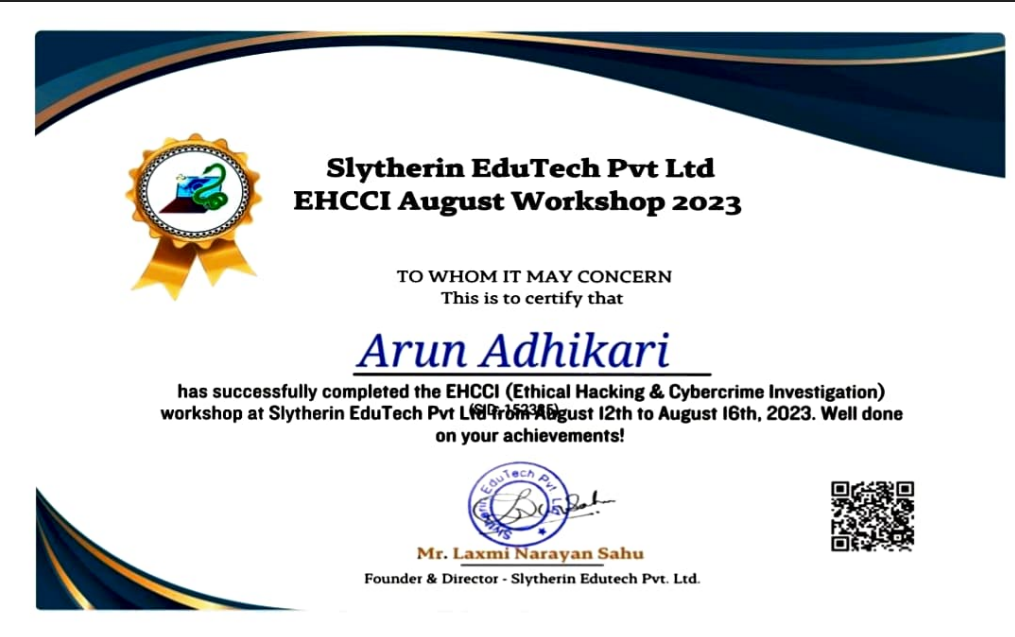 Slytherin EduTech Pvt Ltd
EHCCI August Workshop 2023
TO WHOM IT MAY CONCERN
This is to certify that
Arun Adhikari
has successfully completed the EHCCI (Ethical Hacking & Cybercrime Investigation)
workshop at Slytherin EduTech Pvt Ltd from August 12th to August 16th, 2023. Well done
on your achievements!
Slytherin EduTech Pvt Ltd
Mr. Laxmi Narayan Sahu
Founder & Director - Slytherin Edutech Pvt. Ltd.